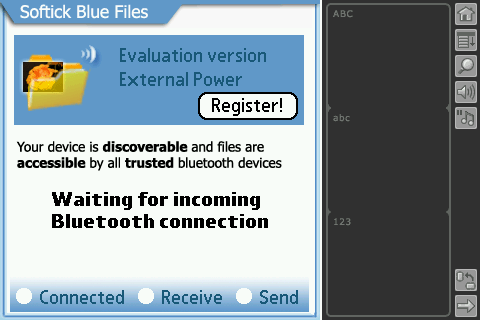 Softick Blue Files
Evaluation version
External Power
Register!
Your device is discoverable and files are
accessible by all trusted bluetooth devices
Waiting for incoming
Bluetooth connection
Connected
Receive
Send
ABC
abc
123